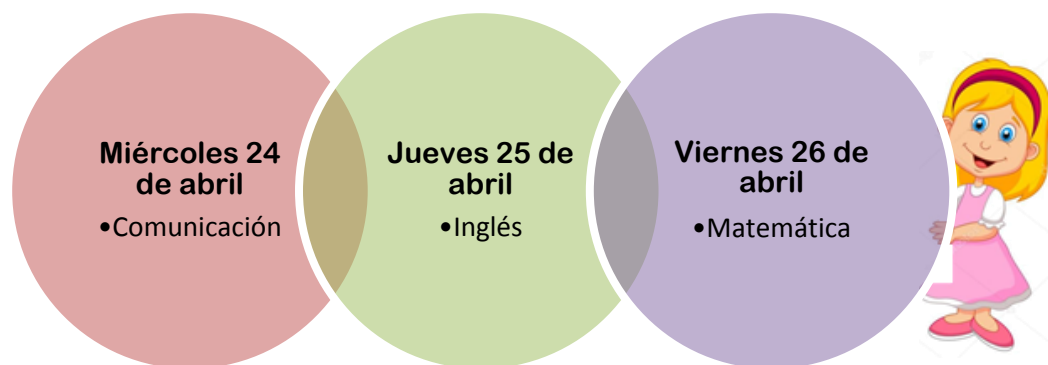 Miércoles 24
de abril
•Comunicación
Jueves 25 de
abril
•Inglés
Viernes 26 de
abril
•Matemática